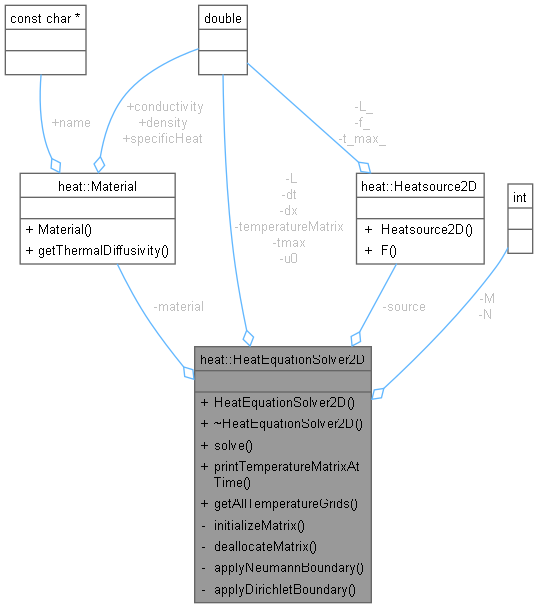 const char *
double
+conductivity
+density
+specificHeat
-L_
-f_
-t_max_
+name
heat::Material
+ Material()
+ getThermalDiffusivity()
-L
-dt
-dx
-temperatureMatrix
-tmax
-u0
heat::Heatsource2D
+ Heatsource2D()
+ F()
int
-material
-source
-M
-N
heat::HeatEquationSolver2D
+ HeatEquationSolver2D()
+ ~HeatEquationSolver2D()
+ solve()
+ printTemperatureMatrixAt
Time()
+ getAllTemperatureGrids()
- initializeMatrix()
- deallocateMatrix()
- applyNeumannBoundary()
- applyDirichletBoundary()